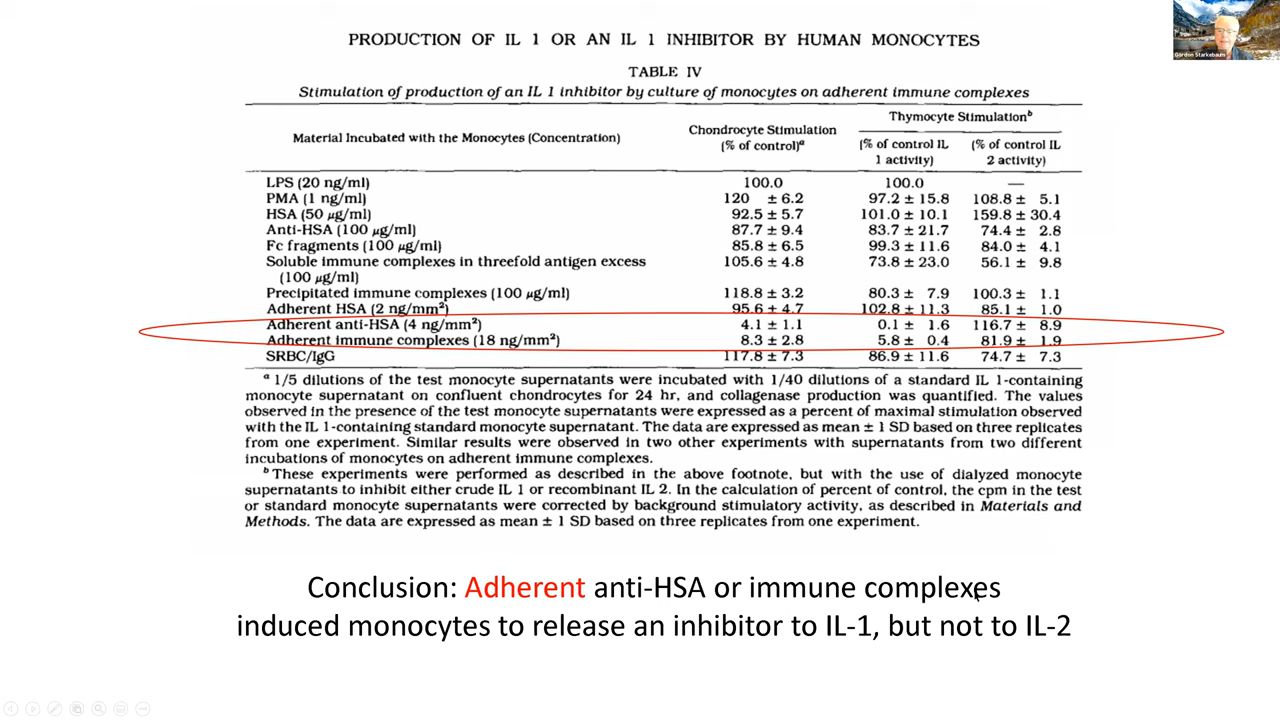 Gordon Starkebaum
PRODUCTION OF IL 1 OR AN IL 1 INHIBITOR BY HUMAN MONOCYTES
TABLE IV
Stimulation of production of an IL 1 inhibitor by culture of monocytes on adherent immune complexes
Material Incubated with the Monocytes (Concentration)
Chondrocyte Stimulation
(% of control)ᵃ
Thymocyte Stimulationᵇ
(% of control IL
1 activity)
(% of control IL
2 activity)
LPS (20 ng/ml) 100.0 100.0 —
PMA (1 ng/ml) 120 ± 6.2 97.2 ± 15.8 108.8 ± 5.1
HSA (50 µg/ml) 92.5 ± 5.7 101.0 ± 10.1 159.8 ± 30.4
Anti-HSA (100 µg/ml) 87.7 ± 9.4 83.7 ± 21.7 74.4 ± 2.8
Fc fragments (100 µg/ml) 85.8 ± 6.5 99.3 ± 11.6 84.0 ± 4.1
Soluble immune complexes in threefold antigen excess 105.6 ± 4.8 73.8 ± 23.0 56.1 ± 9.8
(100 µg/ml)
Precipitated immune complexes (100 µg/ml) 118.8 ± 3.2 80.3 ± 7.9 100.3 ± 1.1
Adherent HSA (2 ng/mm²) 95.6 ± 4.7 102.8 ± 11.3 85.1 ± 1.0
Adherent anti-HSA (4 ng/mm²) 4.1 ± 1.1 0.1 ± 1.6 116.7 ± 8.9
Adherent immune complexes (18 ng/mm²) 8.3 ± 2.8 5.8 ± 0.4 81.9 ± 1.9
SRBC/IgG 117.8 ± 7.3 86.9 ± 11.6 74.7 ± 7.3
ᵃ 1/5 dilutions of the test monocyte supernatants were incubated with 1/40 dilutions of a standard IL 1-containing
monocyte supernatant on confluent chondrocytes for 24 hr, and collagenase production was quantified. The values
observed in the presence of the test monocyte supernatants were expressed as a percent of maximal stimulation observed
with the IL 1-containing standard monocyte supernatant. The data are expressed as mean ± 1 SD based on three replicates
from one experiment. Similar results were observed in two other experiments with supernatants from two different
incubations of monocytes on adherent immune complexes.
ᵇ These experiments were performed as described in the above footnote, but with the use of dialyzed monocyte
supernatants to inhibit either crude IL 1 or recombinant IL 2. In the calculation of percent of control, the cpm in the test
or standard monocyte supernatants were corrected by background stimulatory activity, as described in Materials and
Methods. The data are expressed as mean ± 1 SD based on three replicates from one experiment.
Conclusion: Adherent anti-HSA or immune complexes
induced monocytes to release an inhibitor to IL-1, but not to IL-2